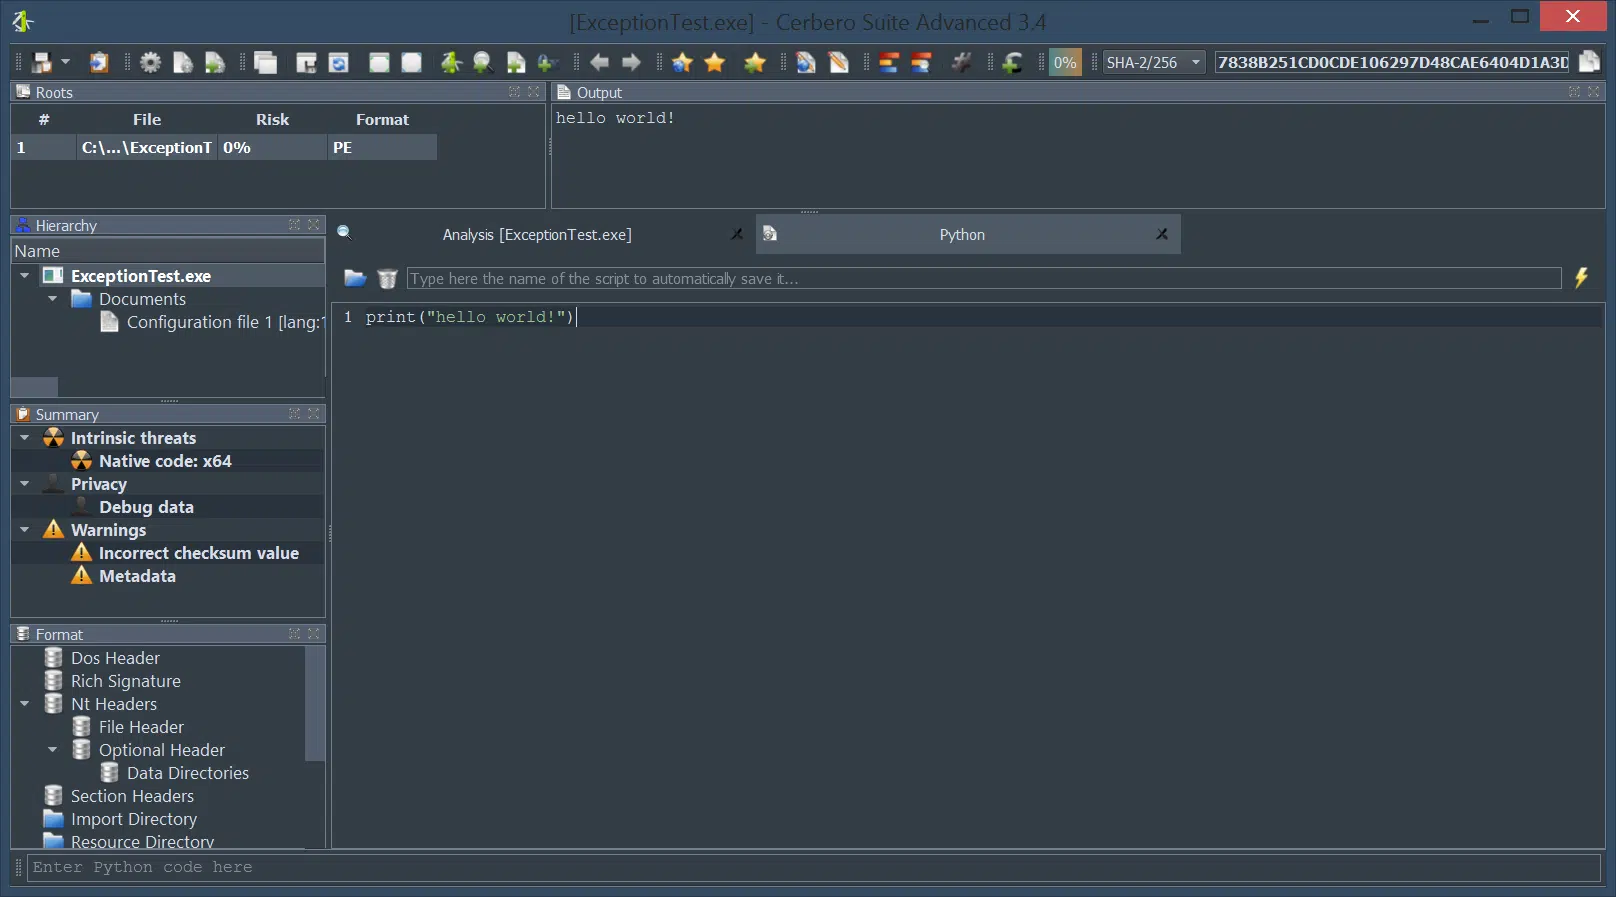 [ExceptionTest.exe] - Cerbero Suite Advanced 3.4
0%
SHA-2/256
7838B251CD0CDE106297D48CAE6404D1A3D
Roots
# File Risk Format
1 C:\...\ExceptionT 0% PE
Output
hello world!
Hierarchy
Name
ExceptionTest.exe
Documents
Configuration file 1 [lang:1
Analysis [ExceptionTest.exe]
Python
Type here the name of the script to automatically save it...
1 print("hello world!")
Summary
Intrinsic threats
Native code: x64
Privacy
Debug data
Warnings
Incorrect checksum value
Metadata
Format
Dos Header
Rich Signature
Nt Headers
File Header
Optional Header
Data Directories
Section Headers
Import Directory
Resource Directory
Enter Python code here